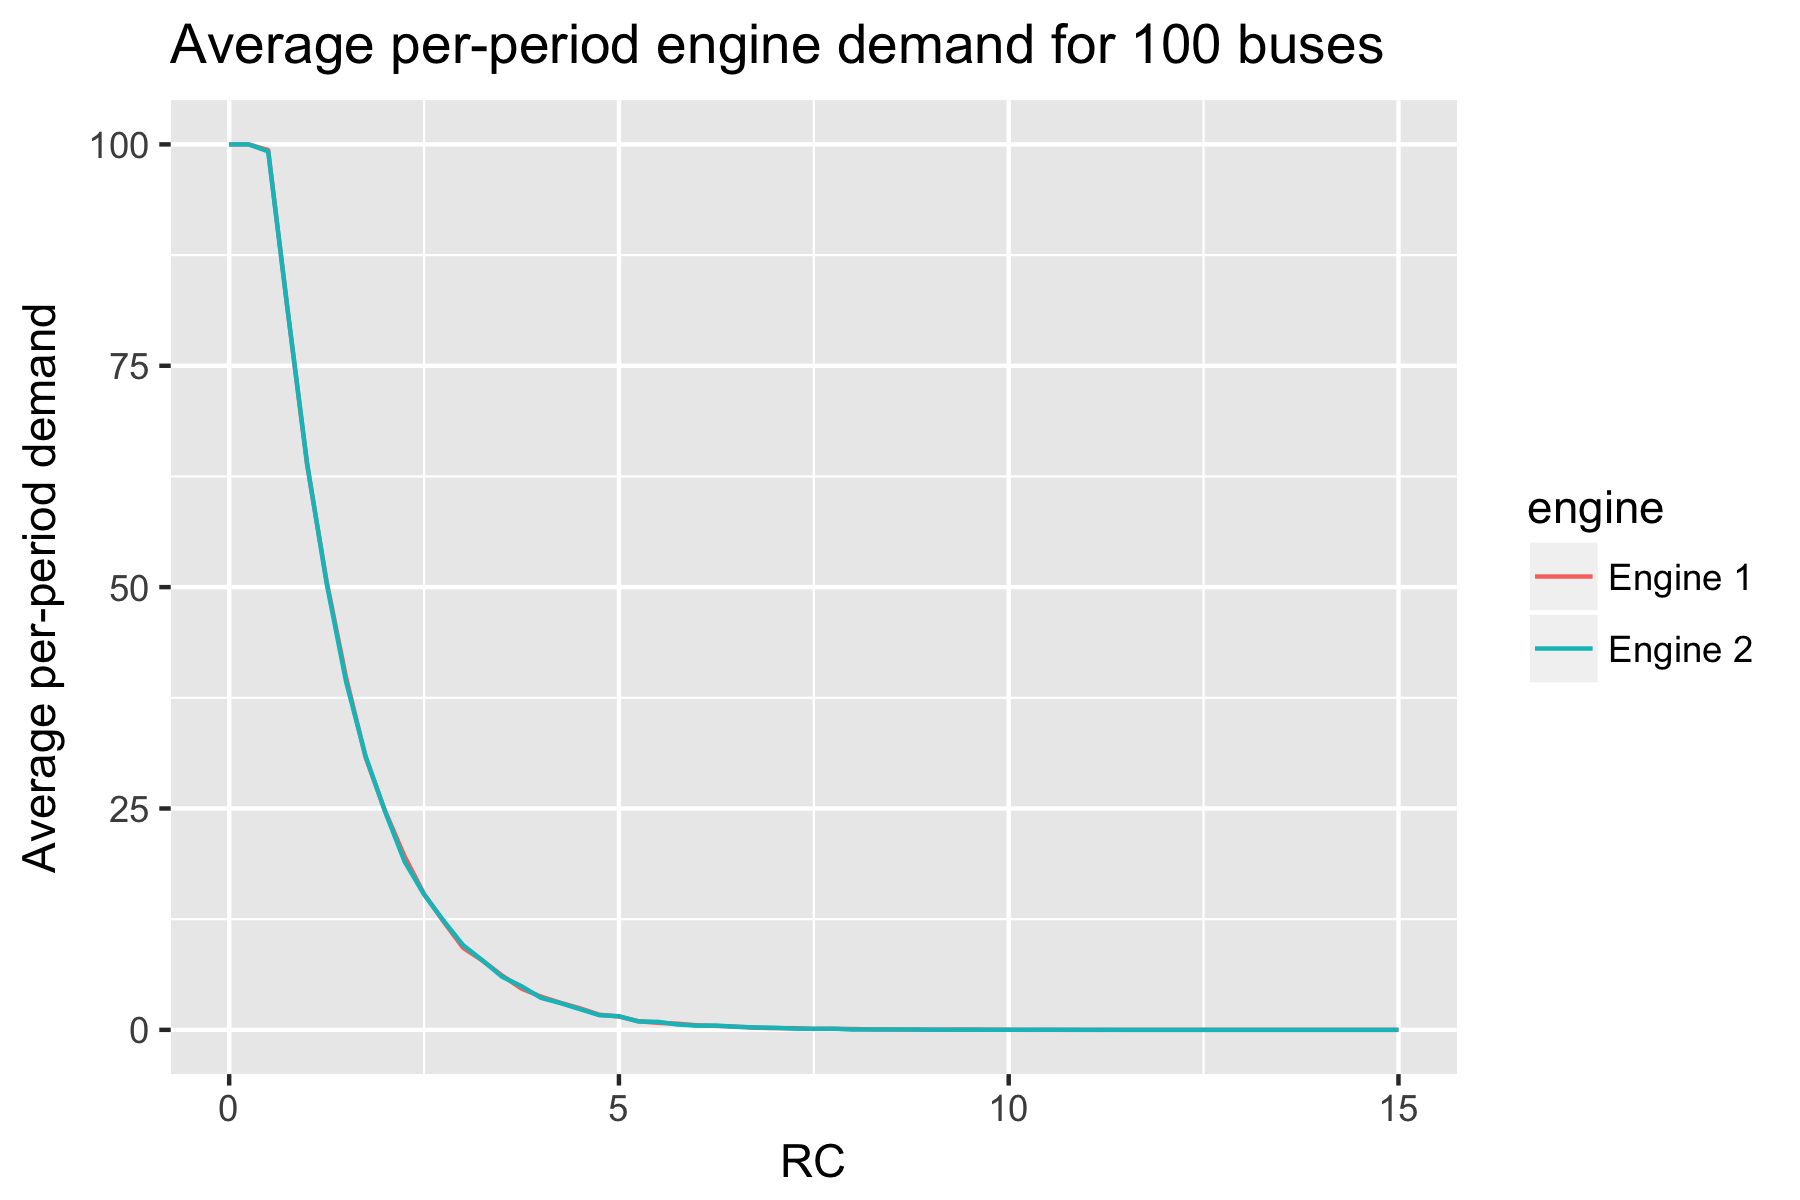 Average per-period engine demand for 100 buses
Average per-period demand
100
75
50
25
0
0 5 10 15
RC
engine
Engine 1
Engine 2